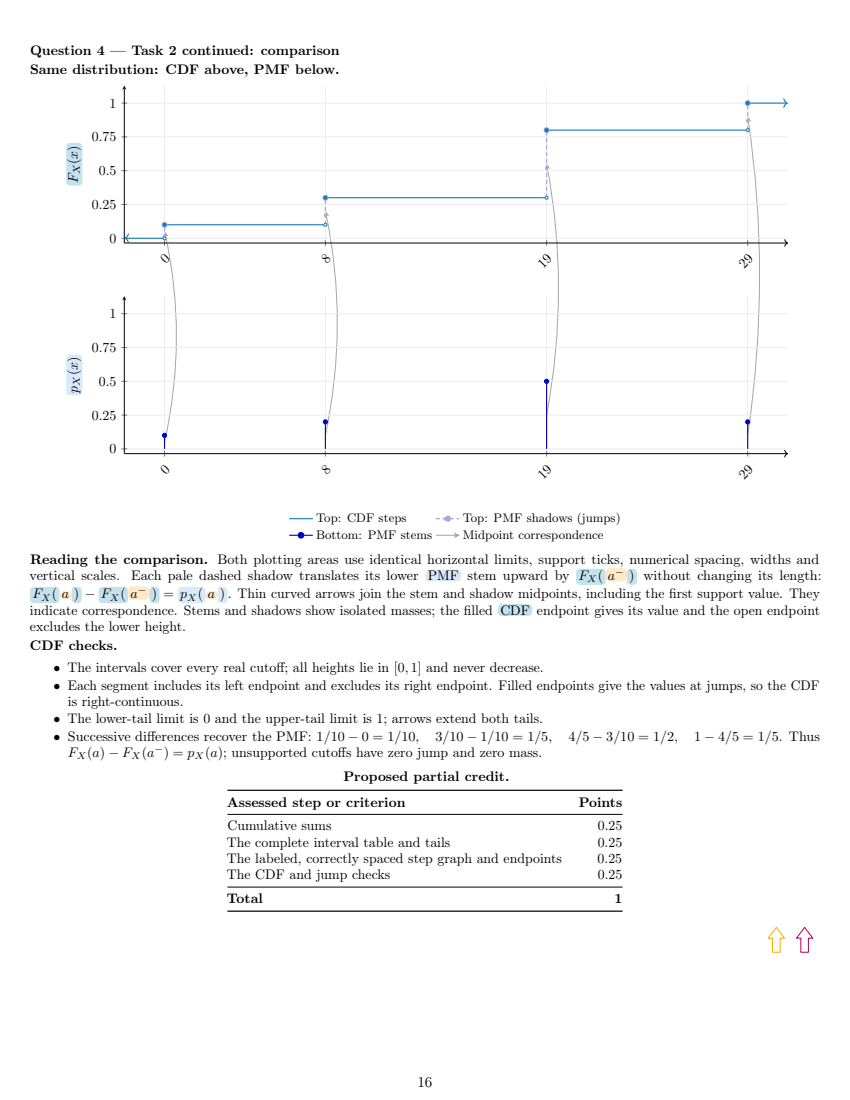 Question 4 — Task 2 continued: comparison
Same distribution: CDF above, PMF below.
1
0.75
0.5
0.25
0
F_X(x)
0 8 19 29
1
0.75
0.5
0.25
0
p_X(x)
0 8 19 29
Top: CDF steps Top: PMF shadows (jumps)
Bottom: PMF stems Midpoint correspondence
Reading the comparison. Both plotting areas use identical horizontal limits, support ticks, numerical spacing, widths and
vertical scales. Each pale dashed shadow translates its lower PMF stem upward by F_X(a⁻) without changing its length:
F_X(a) − F_X(a⁻) = p_X(a). Thin curved arrows join the stem and shadow midpoints, including the first support value. They
indicate correspondence. Stems and shadows show isolated masses; the filled CDF endpoint gives its value and the open endpoint
excludes the lower height.
CDF checks.
• The intervals cover every real cutoff; all heights lie in [0, 1] and never decrease.
• Each segment includes its left endpoint and excludes its right endpoint. Filled endpoints give the values at jumps, so the CDF
is right-continuous.
• The lower-tail limit is 0 and the upper-tail limit is 1; arrows extend both tails.
• Successive differences recover the PMF: 1/10 − 0 = 1/10, 3/10 − 1/10 = 1/5, 4/5 − 3/10 = 1/2, 1 − 4/5 = 1/5. Thus
F_X(a) − F_X(a⁻) = p_X(a); unsupported cutoffs have zero jump and zero mass.
Proposed partial credit.
Assessed step or criterion Points
Cumulative sums 0.25
The complete interval table and tails 0.25
The labeled, correctly spaced step graph and endpoints 0.25
The CDF and jump checks 0.25
Total 1
16